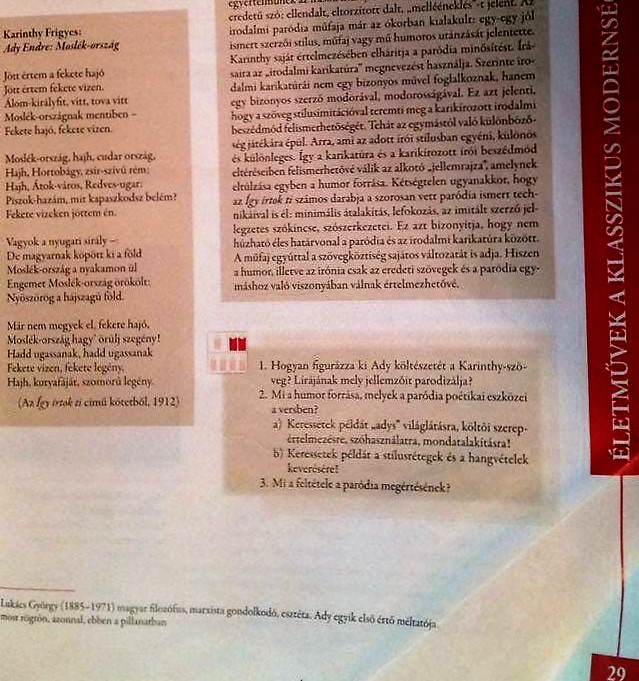 Karinthy Frigyes:
Ady Endre: Moslék-ország
Jött értem a fekete hajó
Jött értem fekete vizen.
Álom-királyfit, vitt, tova vitt
Moslék-országnak mentiben –
Fekete hajó, fekete vizen.
Moslék-ország, hajh, cudar ország,
Hajh, Hortobágy, zsír-szívű rém;
Hajh, Átok-város, Redves-ugar;
Piszok-hazám, mit kapaszkodsz belém?
Fekete vizeken jöttem én.
Vagyok a nyugati sirály –
De magyarnak köpött ki a föld
Moslék-ország a nyakamon ül
Engemet Moslék-ország örökölt:
Nyöszörög a hájszagú föld.
Már nem megyek el, fekete hajó,
Moslék-ország hagy' örülj szegény!
Hadd ugassanak, hadd ugassanak
Fekete vizen, fekete legény,
Hajh, kutyafáját, szomorú legény.
(Az Így írtok ti című kötetből, 1912)
eredetű szó; ellendalt, eltorzított dalt, „mellééneklés"-t jelent. Az
irodalmi paródia műfaja már az ókorban kialakult: egy-egy jól
ismert szerzői stílus, műfaj vagy mű humoros utánzását jelentette.
Karinthy saját értelmezésében elhárítja a paródia minősítést. Írá-
saira az „irodalmi karikatúra" megnevezést használja. Szerinte iro-
dalmi karikatúrái nem egy bizonyos művel foglalkoznak, hanem
egy bizonyos szerző modorával, modorosságával. Ez azt jelenti,
hogy a szöveg stílusimitációval teremti meg a karikírozott irodalmi
beszédmód felismerhetőségét. Tehát az egymástól való különböző-
ség játékára épül. Arra, ami az adott írói stílusban egyéni, különös
és különleges. Így a karikatúra és a karikírozott írói beszédmód
eltéréseiben felismerhetővé válik az alkotó „jellemrajza", amelynek
eltúlzása egyben a humor forrása. Kétségtelen ugyanakkor, hogy
az Így írtok ti számos darabja a szorosan vett paródia ismert tech-
nikáival is él: minimális átalakítás, lefokozás, az imitált szerző jel-
legzetes szókincse, szószerkezetei. Ez azt bizonyítja, hogy nem
húzható éles határvonal a paródia és az irodalmi karikatúra között.
A műfaj egyúttal a szövegköztiség sajátos változatát is adja. Hiszen
a humor, illetve az irónia csak az eredeti szövegek és a paródia egy-
máshoz való viszonyában válnak értelmezhetővé.
1. Hogyan figurázza ki Ady költészetét a Karinthy-szö-
veg? Lírájának mely jellemzőit parodizálja?
2. Mi a humor forrása, melyek a paródia poétikai eszközei
a versben?
a) Keressetek példát „adys" világlátásra, költői szerep-
értelmezésre, szóhasználatra, mondatalakításra!
b) Keressetek példát a stílusrétegek és a hangvételek
keverésére!
3. Mi a feltétele a paródia megértésének?
Lukács György (1885–1971) magyar filozófus, marxista gondolkodó, esztéta. Ady egyik első értő méltatója
most rögtön, azonnal, ebben a pillanatban
ÉLETMŰVEK A KLASSZIKUS MODERNSÉG
29